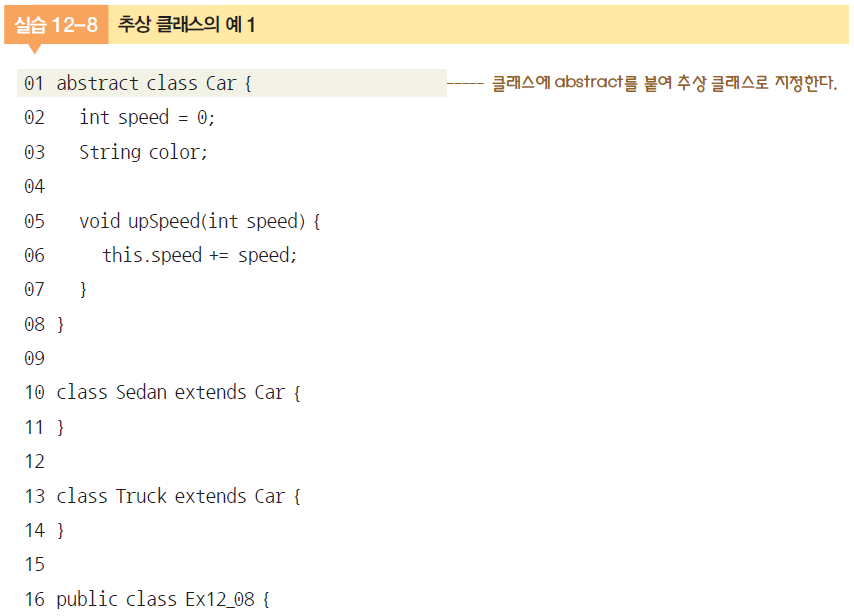 실습 12-8 추상 클래스의 예 1
01 abstract class Car { ----- 클래스에 abstract를 붙여 추상 클래스로 지정한다.
02 int speed = 0;
03 String color;
04
05 void upSpeed(int speed) {
06 this.speed += speed;
07 }
08 }
09
10 class Sedan extends Car {
11 }
12
13 class Truck extends Car {
14 }
15
16 public class Ex12_08 {